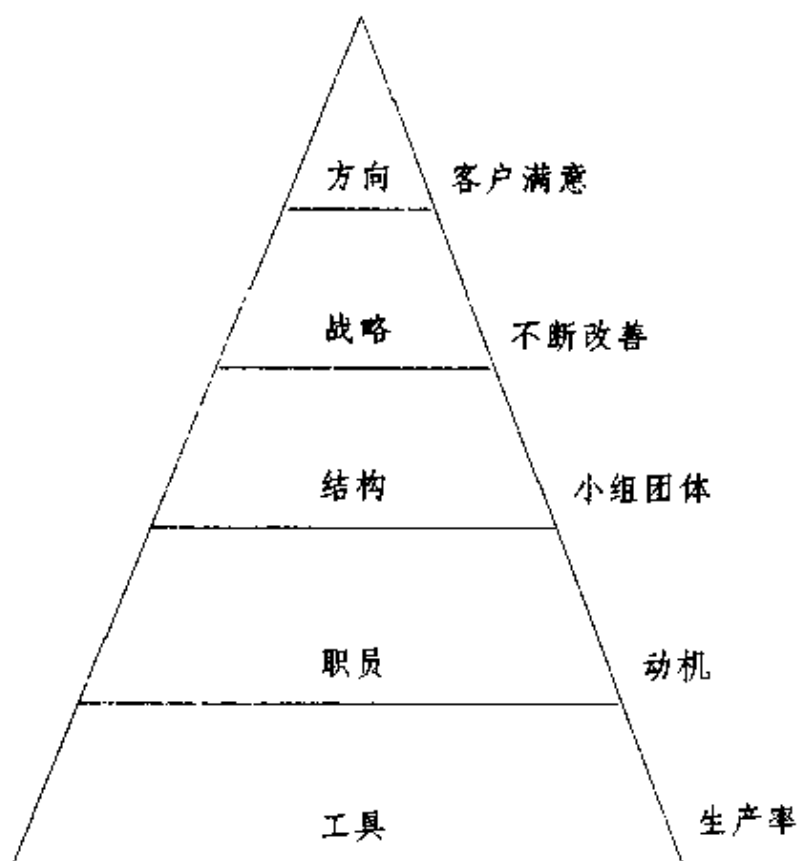 方向 客户满意
战略 不断改善
结构 小组团体
职员 动机
工具 生产率